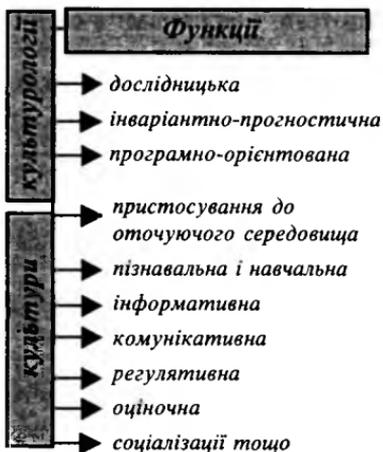 Функції
культурології
дослідницька
інваріантно-прогностична
програмно-орієнтована
культури
пристосування до
оточуючого середовища
пізнавальна і навчальна
інформативна
комунікативна
регулятивна
оціночна
соціалізації тощо